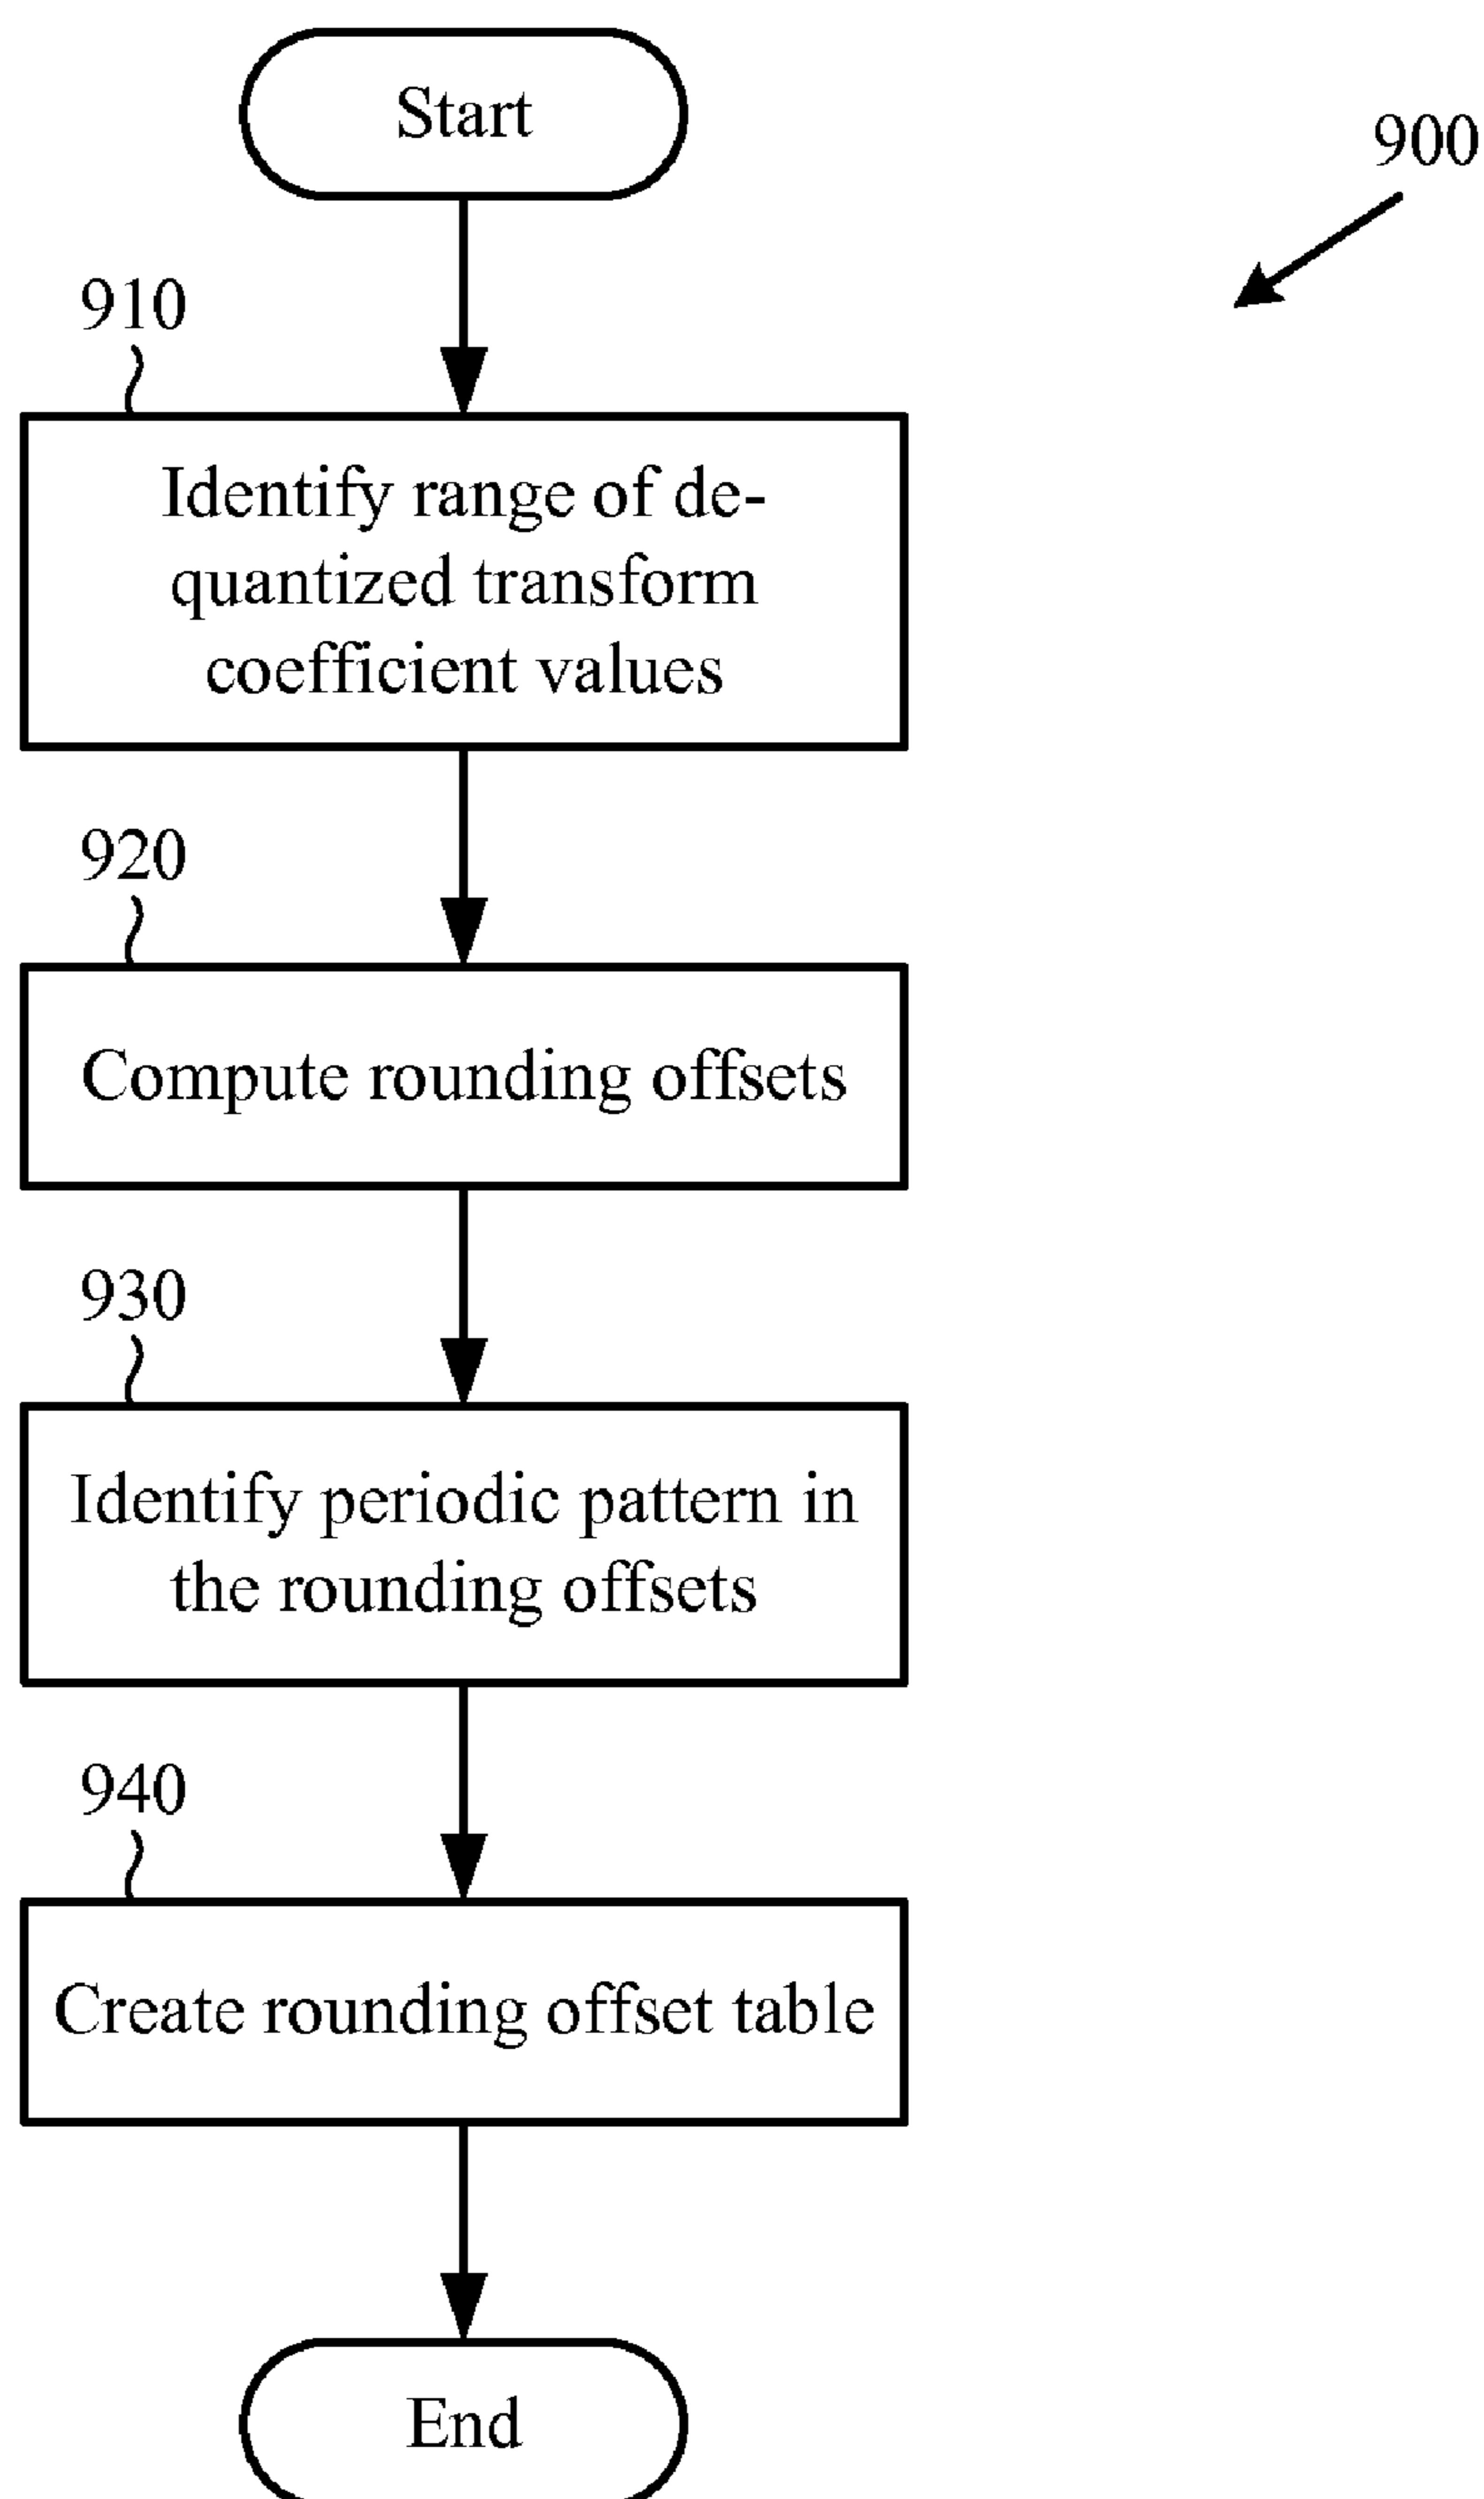 Start
900
910
Identify range of de-
quantized transform
coefficient values
920
Compute rounding offsets
930
Identify periodic pattern in
the rounding offsets
940
Create rounding offset table
End